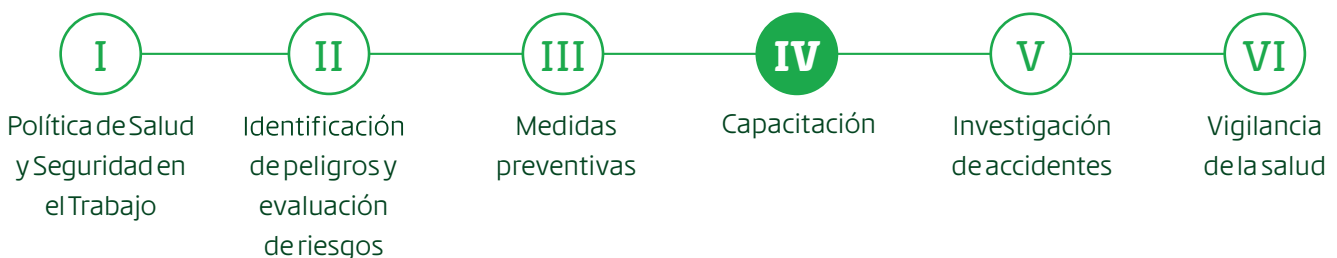 I
II
III
IV
V
VI
Política de Salud
y Seguridad en
el Trabajo
Identificación
de peligros y
evaluación
de riesgos
Medidas
preventivas
Capacitación
Investigación
de accidentes
Vigilancia
de la salud